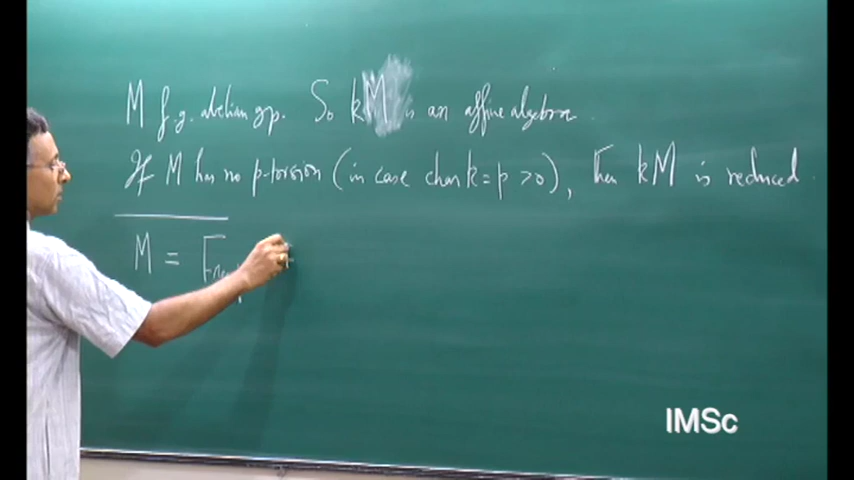 M f.g. abelian gp. So kM is an affine algebra.
If M has no p-torsion (in case char k = p > 0), then kM is reduced.
M = Free
IMSc